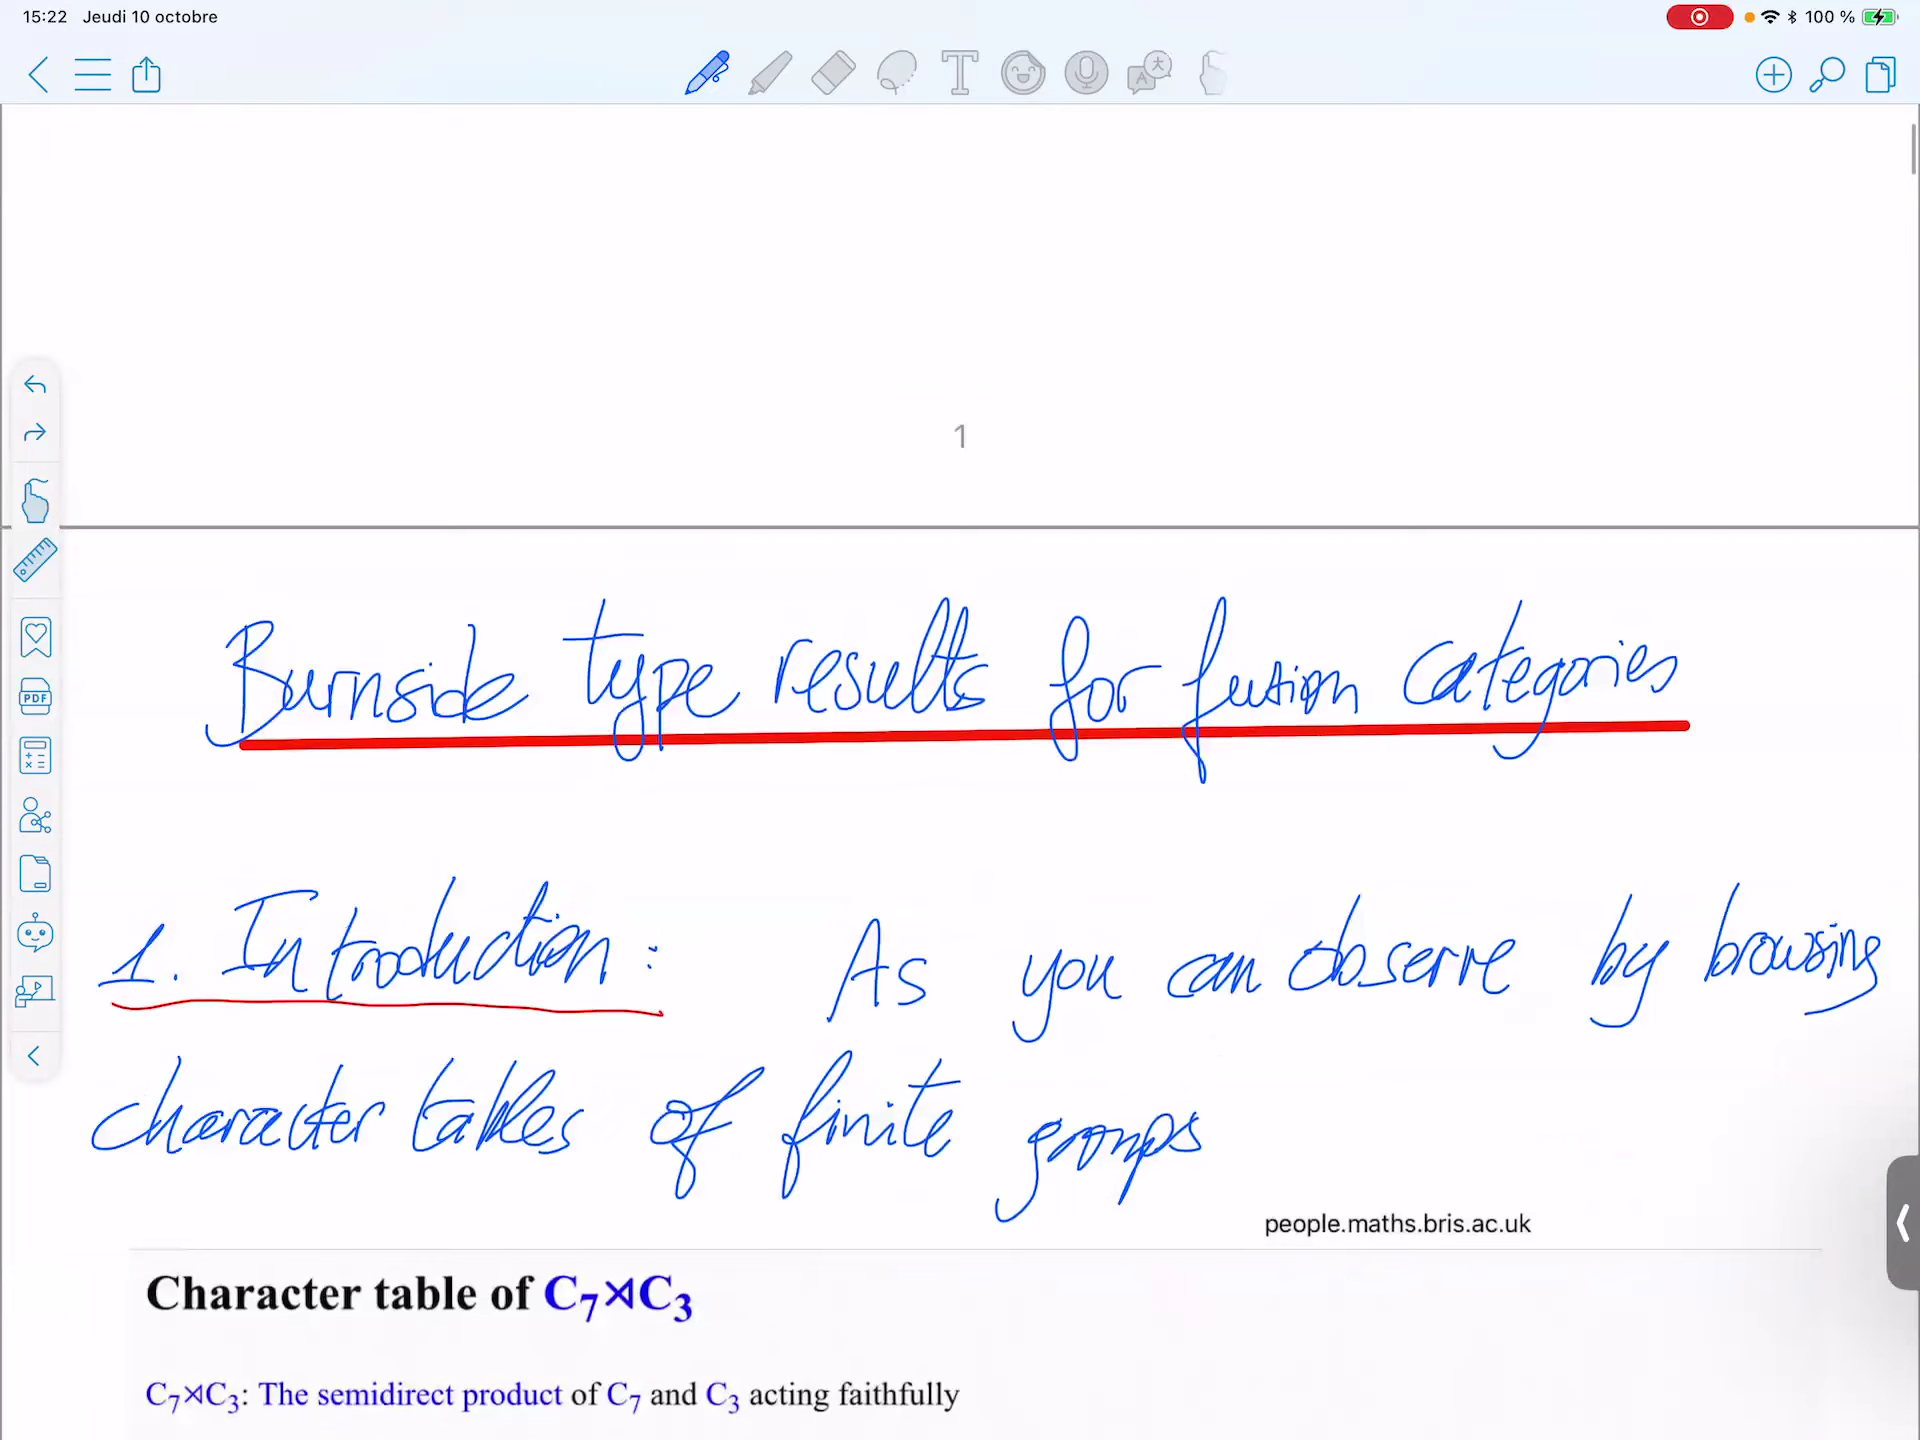 15:22 Jeudi 10 octobre 100 %
1
Burnside type results for fusion categories
1. Introduction: As you can observe by browsing
character tables of finite groups
people.maths.bris.ac.uk
Character table of C₇⋊C₃
C₇⋊C₃: The semidirect product of C₇ and C₃ acting faithfully